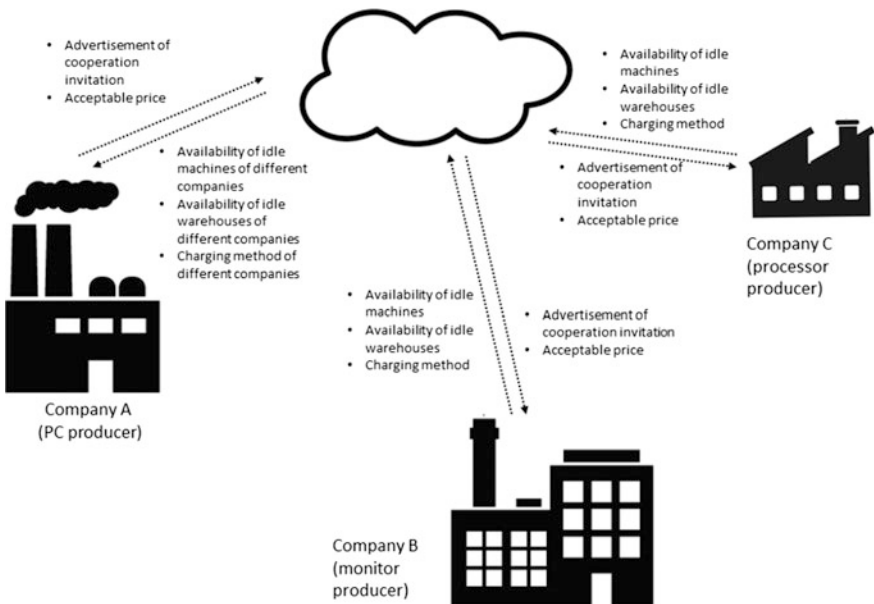 • Advertisement of
cooperation
invitation
• Acceptable price
• Availability of idle
machines of different
companies
• Availability of idle
warehouses of
different companies
• Charging method of
different companies
Company A
(PC producer)
• Availability of idle
machines
• Availability of idle
warehouses
• Charging method
• Advertisement of
cooperation
invitation
• Acceptable price
Company C
(processor
producer)
• Availability of idle
machines
• Availability of idle
warehouses
• Charging method
• Advertisement of
cooperation invitation
• Acceptable price
Company B
(monitor
producer)